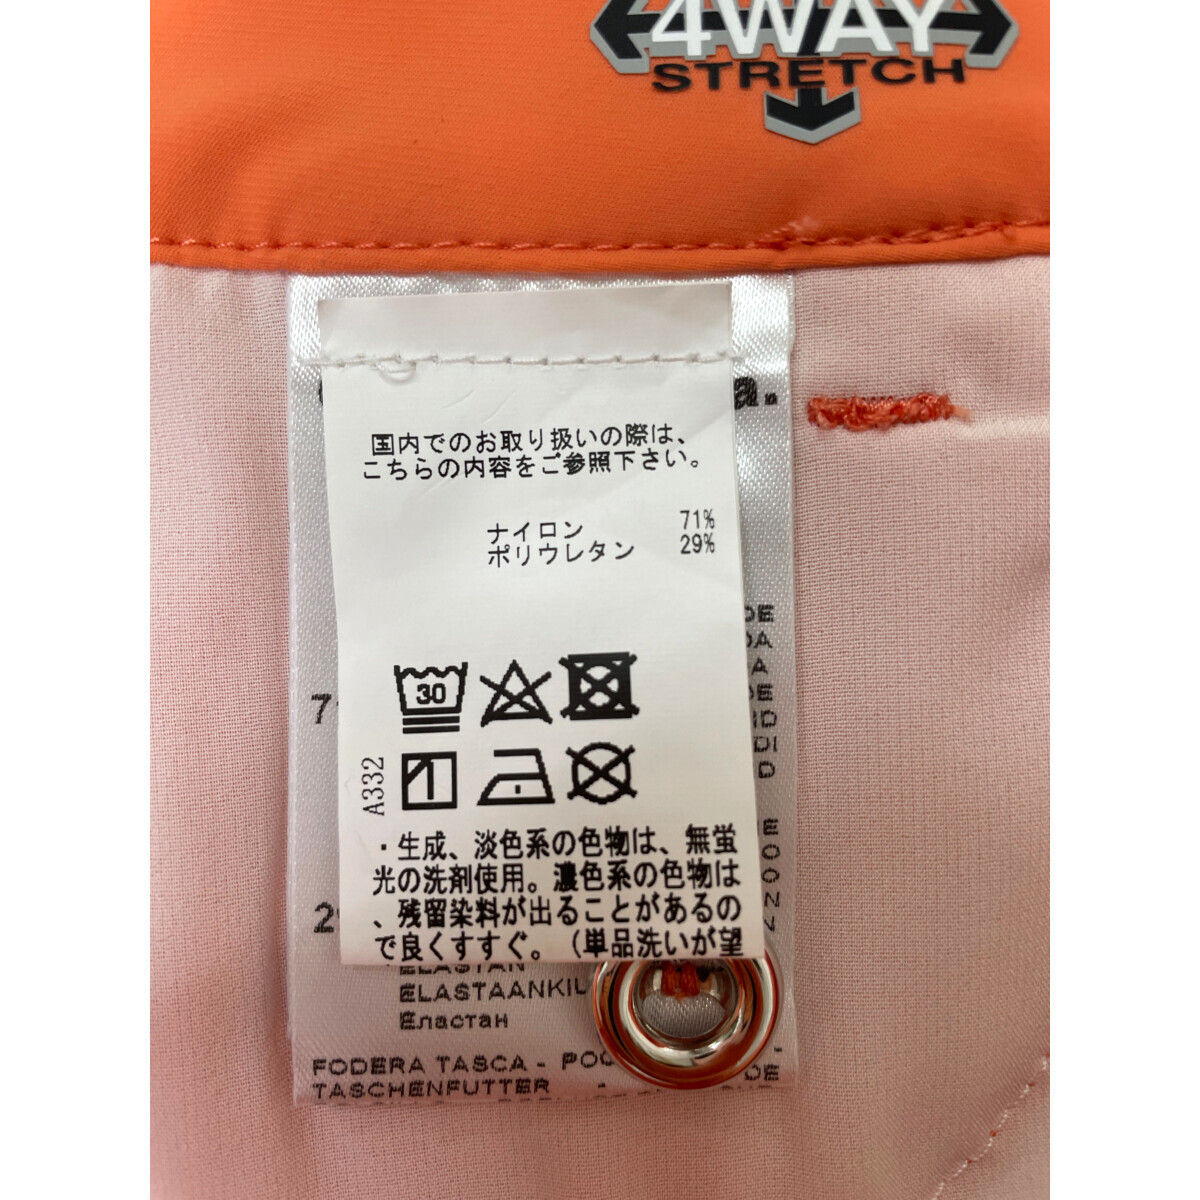 4WAY
STRETCH
a.
国内でのお取り扱いの際は、
こちらの内容をご参照下さい。
ナイロン 71%
ポリウレタン 29%
30
A332
・生成、淡色系の色物は、無蛍
光の洗剤使用。濃色系の色物は
、残留染料が出ることがあるの
で良くすすぐ。（単品洗いが望
ELASTAN
ELASTAANKIU
Еластан
FODERA TASCA - POC
TASCHENFUTTER
DE